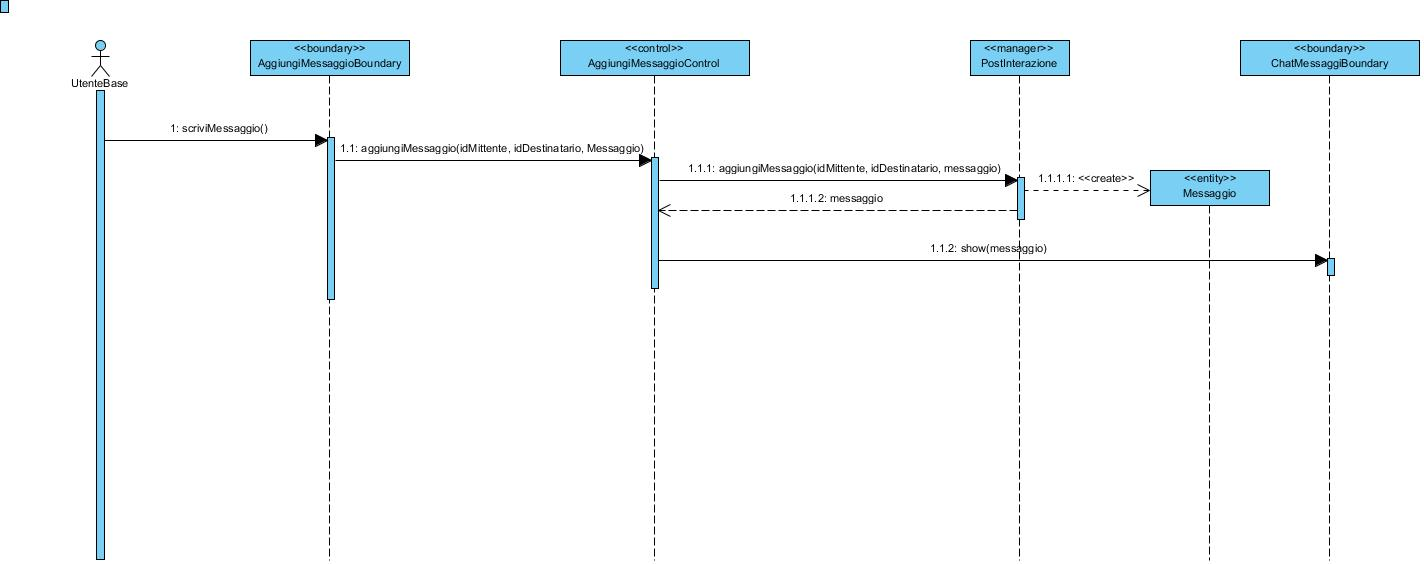 <<boundary>>
AggiungiMessaggioBoundary
<<control>>
AggiungiMessaggioControl
<<manager>>
PostInterazione
<<boundary>>
ChatMessaggiBoundary
UtenteBase
1: scriviMessaggio()
1.1: aggiungiMessaggio(idMittente, idDestinatario, Messaggio)
1.1.1: aggiungiMessaggio(idMittente, idDestinatario, messaggio)
1.1.1.1: <<create>>
<<entity>>
Messaggio
1.1.1.2: messaggio
1.1.2: show(messaggio)